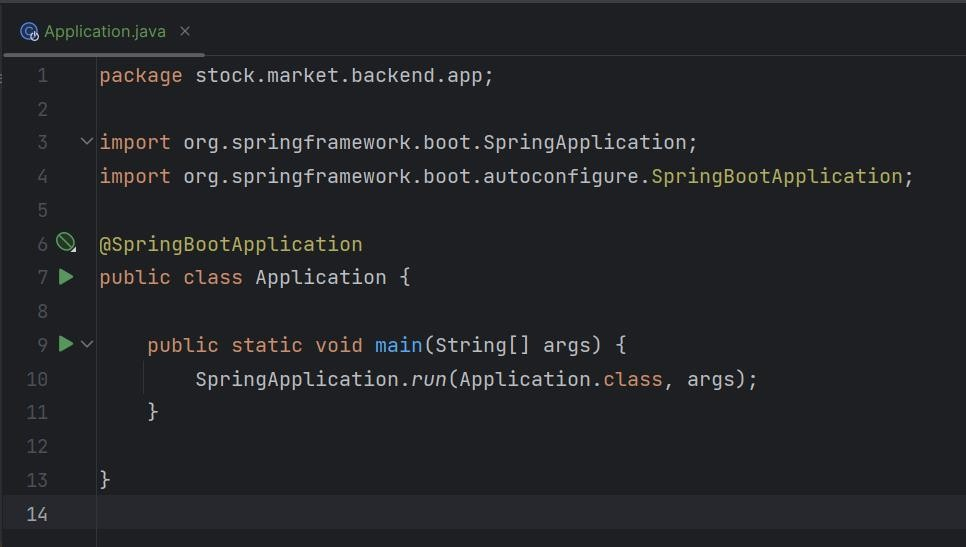 Application.java
1 package stock.market.backend.app;
2
3 import org.springframework.boot.SpringApplication;
4 import org.springframework.boot.autoconfigure.SpringBootApplication;
5
6 @SpringBootApplication
7 public class Application {
8
9     public static void main(String[] args) {
10         SpringApplication.run(Application.class, args);
11     }
12
13 }
14